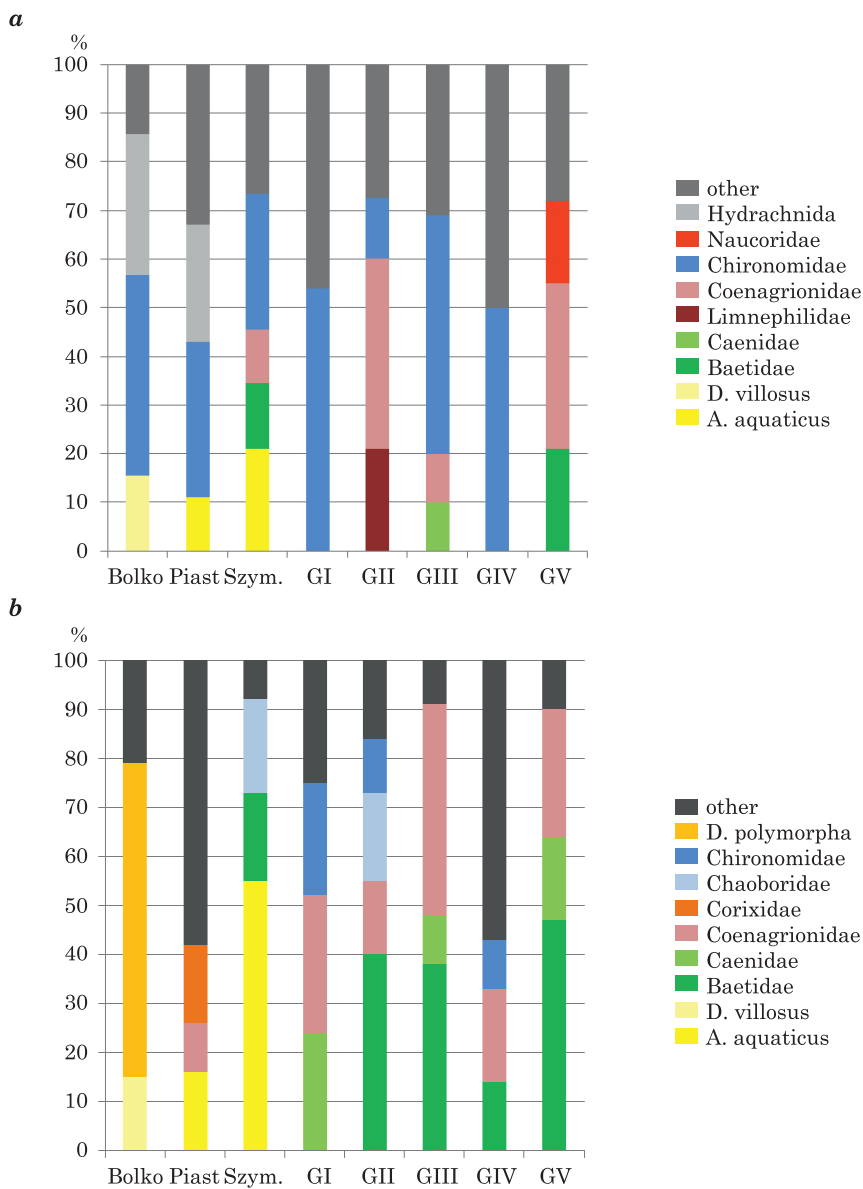 a
%
100
90
80
70
60
50
40
30
20
10
0
Bolko Piast Szym. GI GII GIII GIV GV
other
Hydrachnida
Naucoridae
Chironomidae
Coenagrionidae
Limnephilidae
Caenidae
Baetidae
D. villosus
A. aquaticus
b
%
100
90
80
70
60
50
40
30
20
10
0
Bolko Piast Szym. GI GII GIII GIV GV
other
D. polymorpha
Chironomidae
Chaoboridae
Corixidae
Coenagrionidae
Caenidae
Baetidae
D. villosus
A. aquaticus